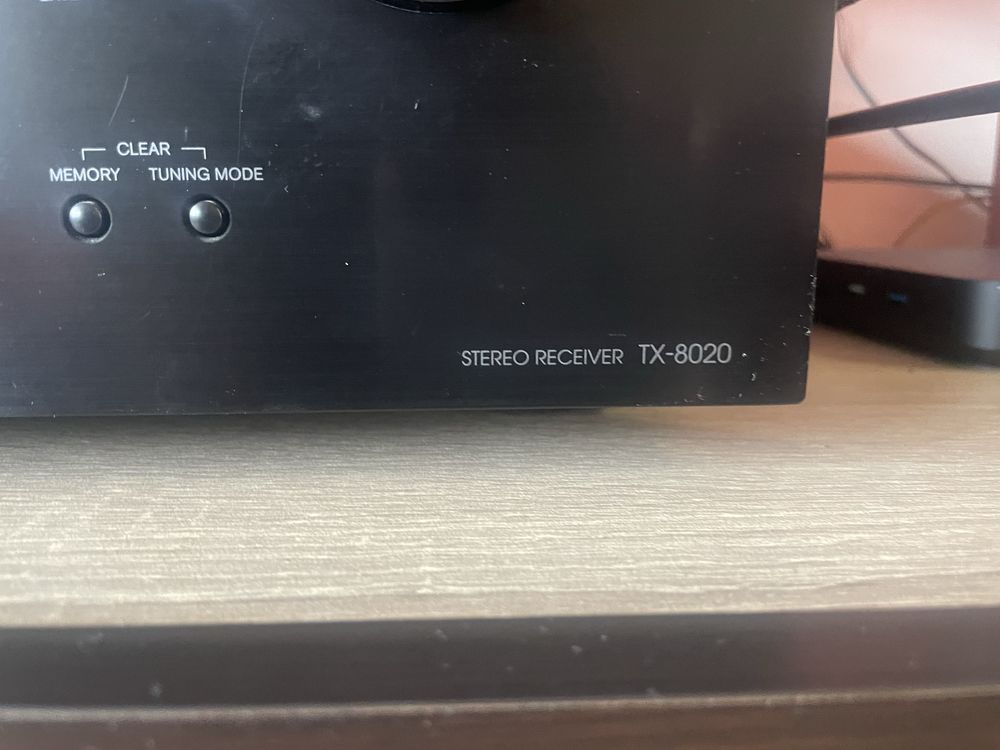 CLEAR
MEMORY TUNING MODE
STEREO RECEIVER TX-8020